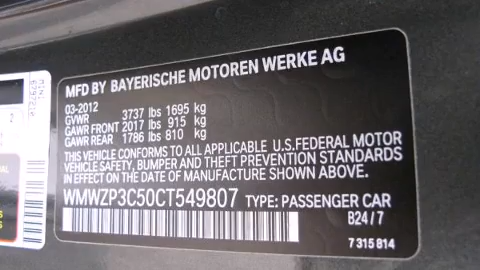 MFD BY BAYERISCHE MOTOREN WERKE AG
03-2012
GVWR 3737 lbs 1695 kg
GAWR FRONT 2017 lbs 915 kg
GAWR REAR 1786 lbs 810 kg
THIS VEHICLE CONFORMS TO ALL APPLICABLE U.S.FEDERAL MOTOR
VEHICLE SAFETY, BUMPER AND THEFT PREVENTION STANDARDS
IN EFFECT ON THE DATE OF MANUFACTURE SHOWN ABOVE.
WMWZP3C50CT549807 TYPE: PASSENGER CAR
B24/7
7 315 814
2